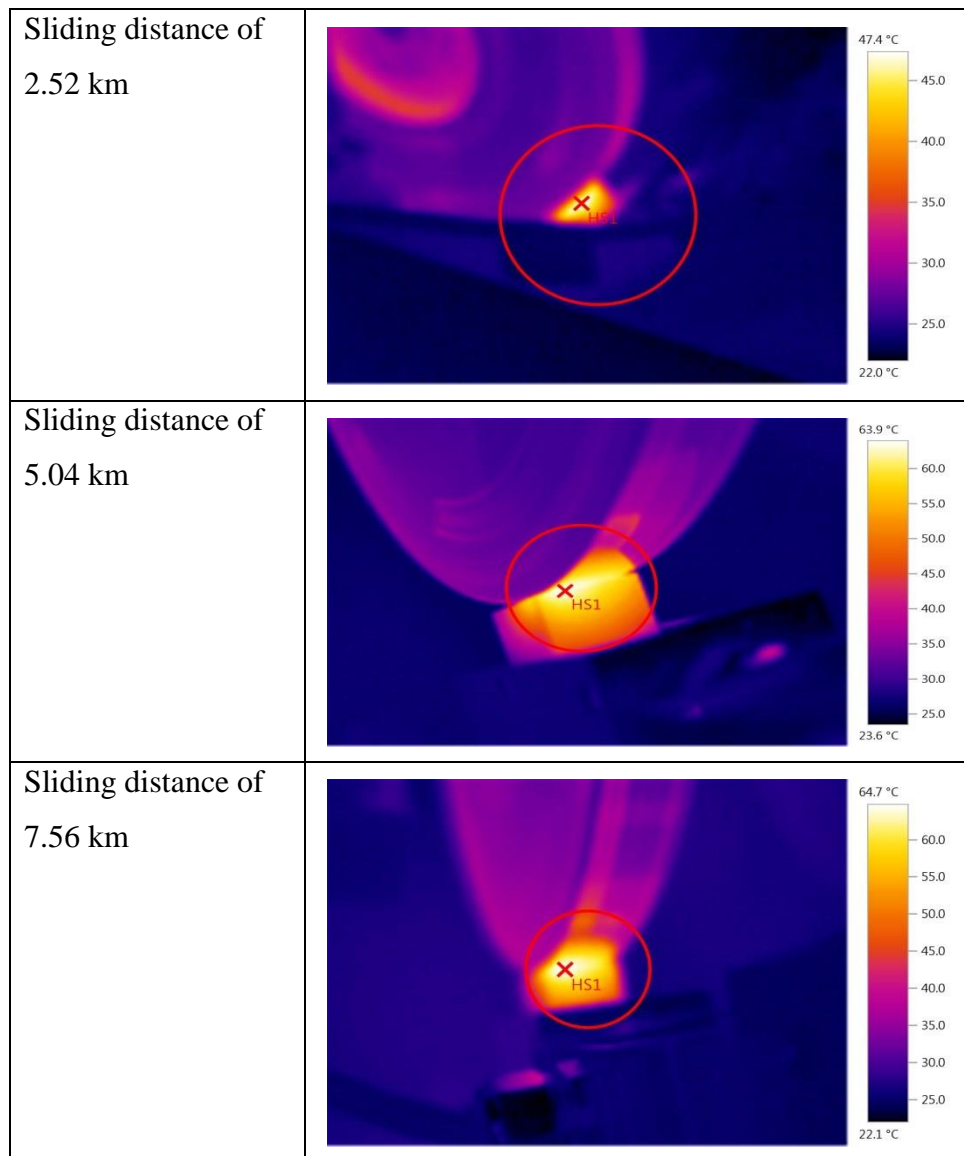 Sliding distance of
2.52 km
47.4 °C
45.0
40.0
35.0
30.0
25.0
22.0 °C
HS1
Sliding distance of
5.04 km
63.9 °C
60.0
55.0
50.0
45.0
40.0
35.0
30.0
25.0
23.6 °C
HS1
Sliding distance of
7.56 km
64.7 °C
60.0
55.0
50.0
45.0
40.0
35.0
30.0
25.0
22.1 °C
HS1